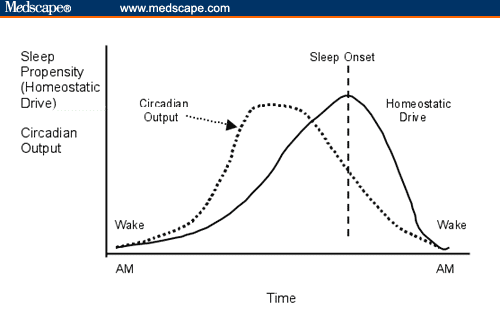 Medscape® www.medscape.com
Sleep
Propensity
(Homeostatic
Drive)
Circadian
Output
Sleep Onset
Circadian
Output
Homeostatic
Drive
Wake
Wake
AM
AM
Time